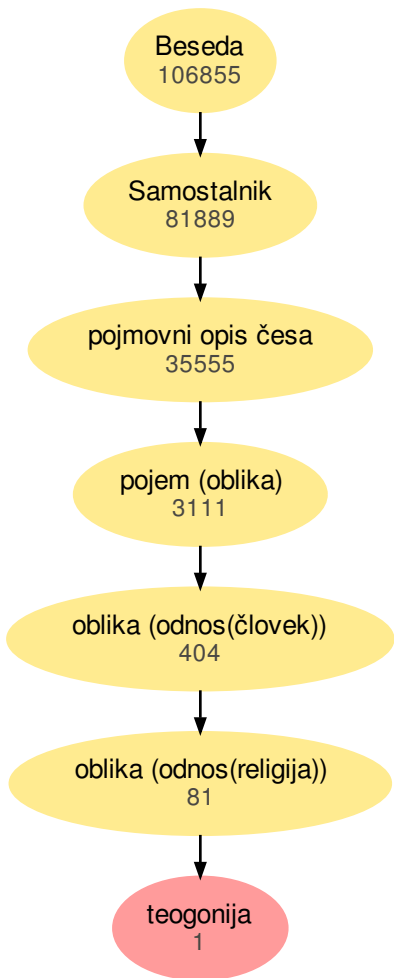 Beseda
106855
Samostalnik
81889
pojmovni opis česa
35555
pojem (oblika)
3111
oblika (odnos(človek))
404
oblika (odnos(religija))
81
teogonija
1